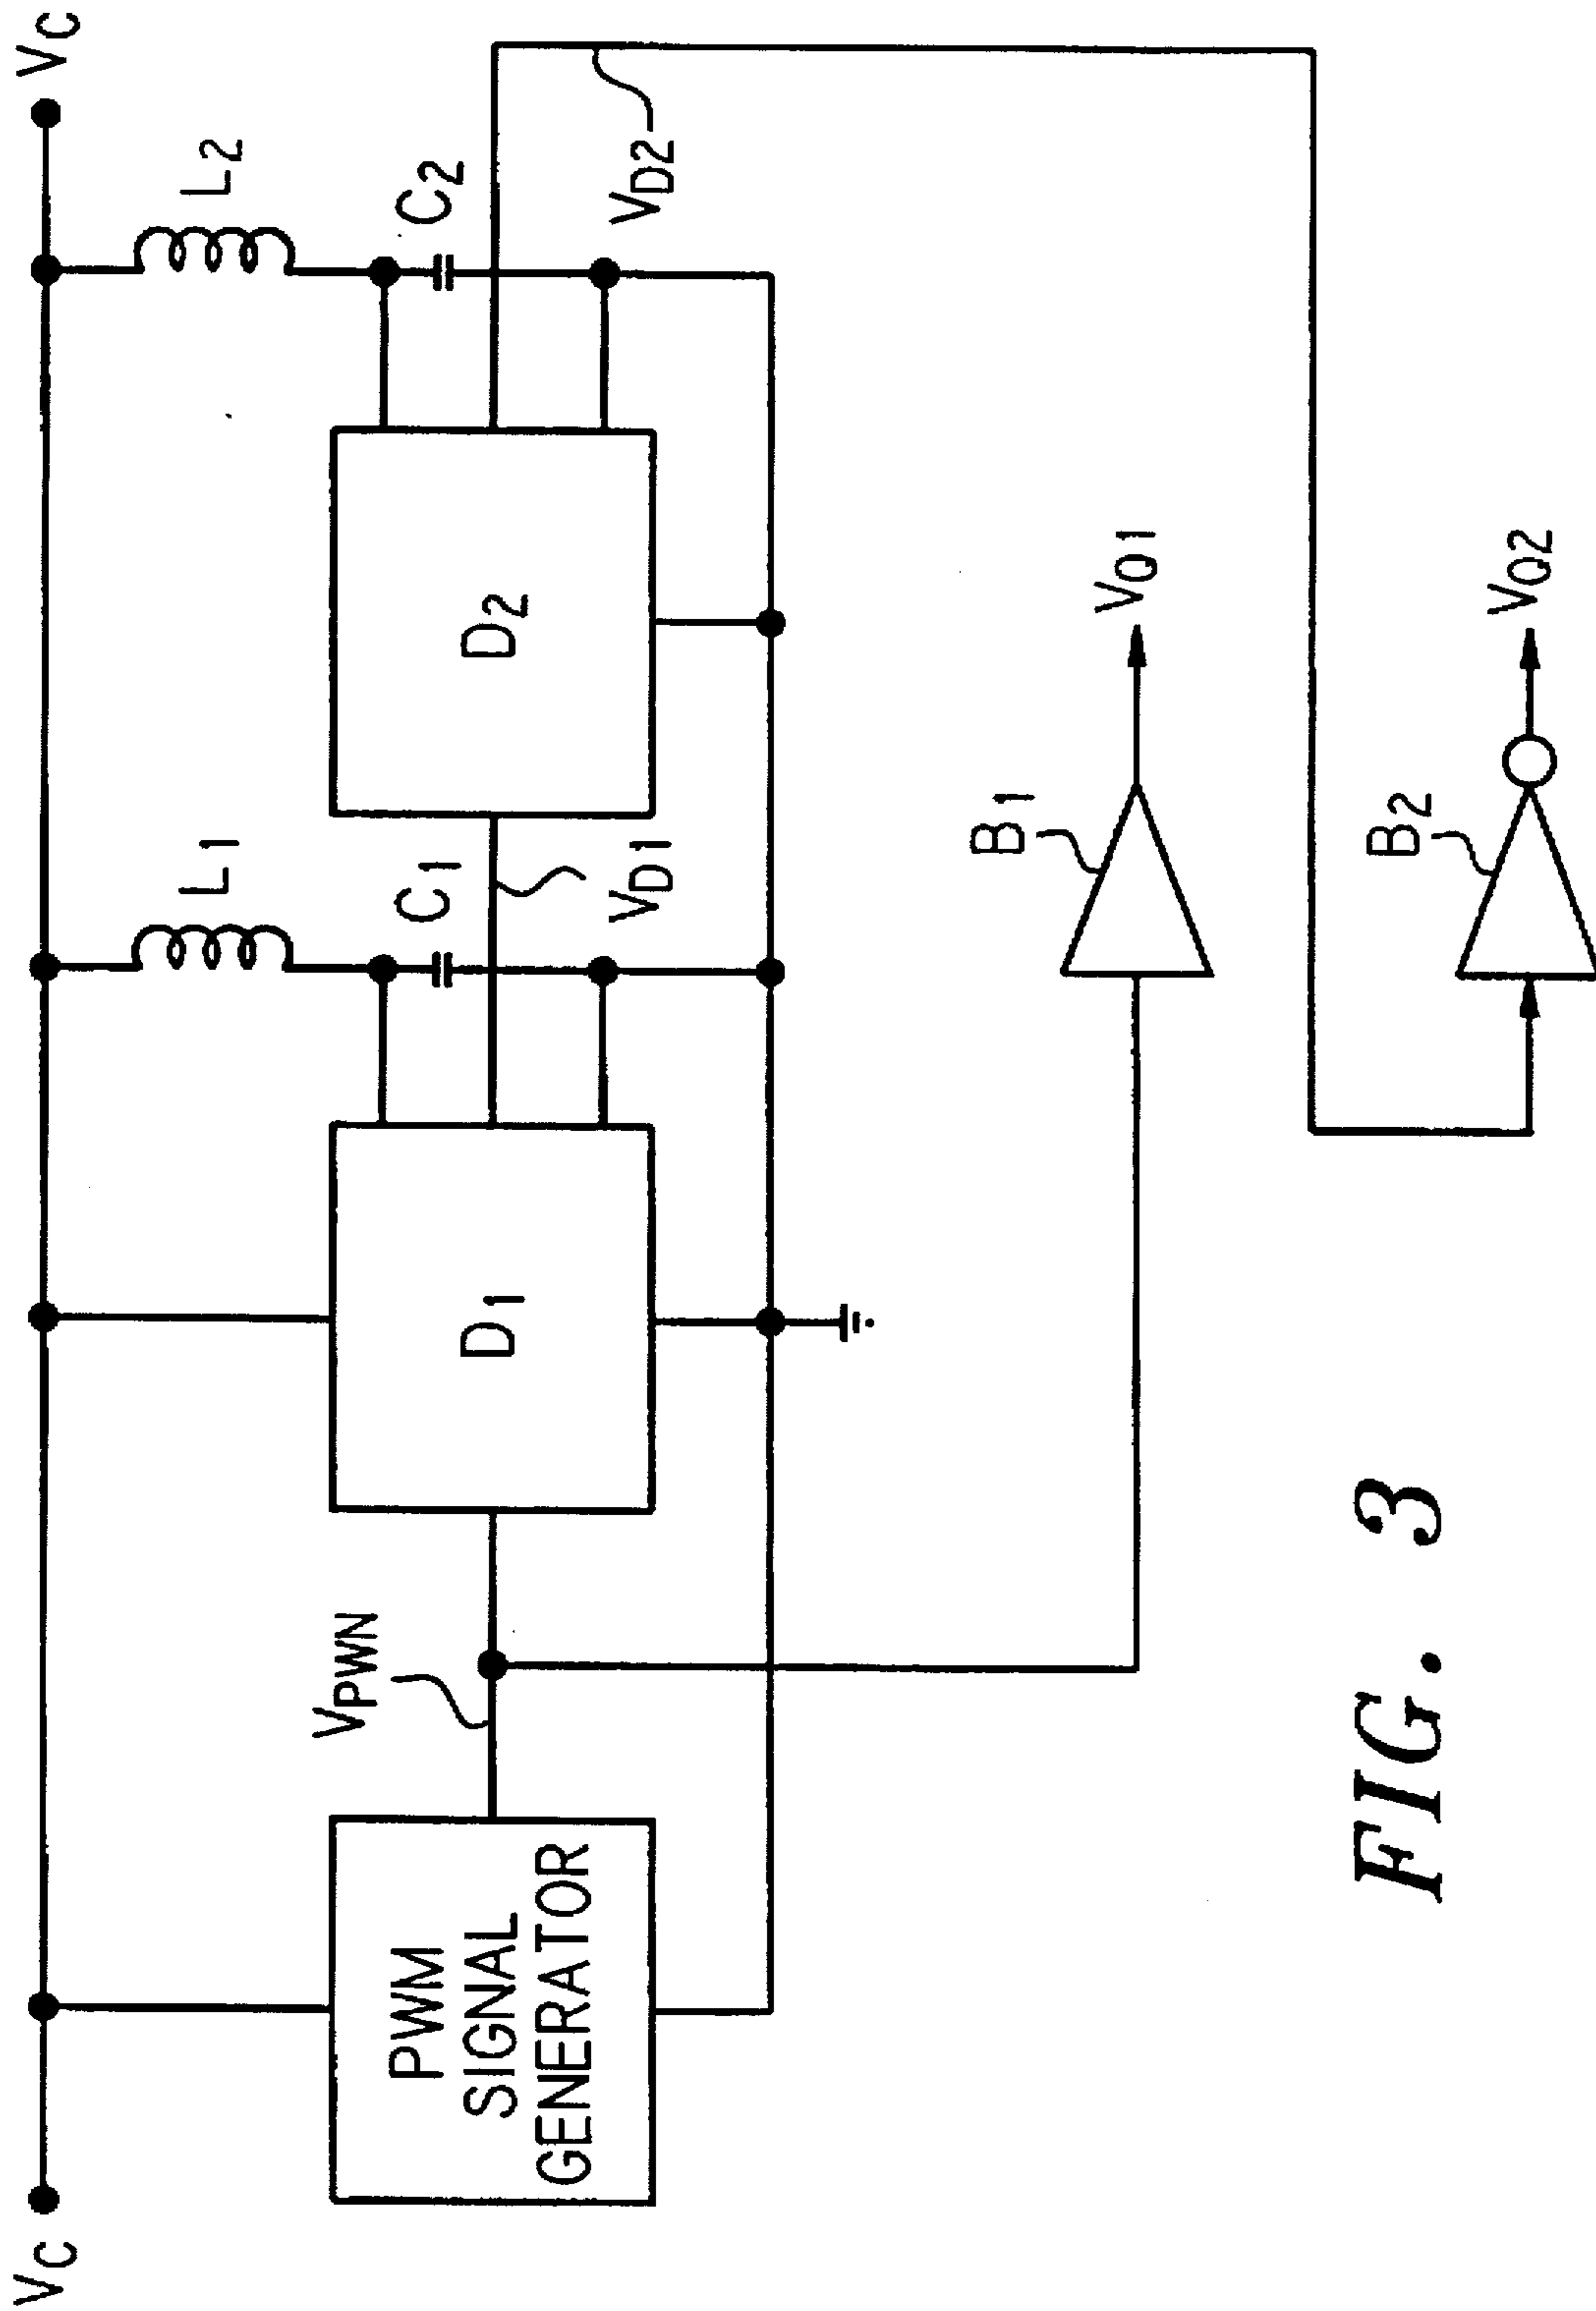 VC
VC
L1
L2
C1
C2
VPWN
PWM
SIGNAL
GENERATOR
D1
D2
VD1
VD2
B1
VO1
B2
VO2
FIG. 3